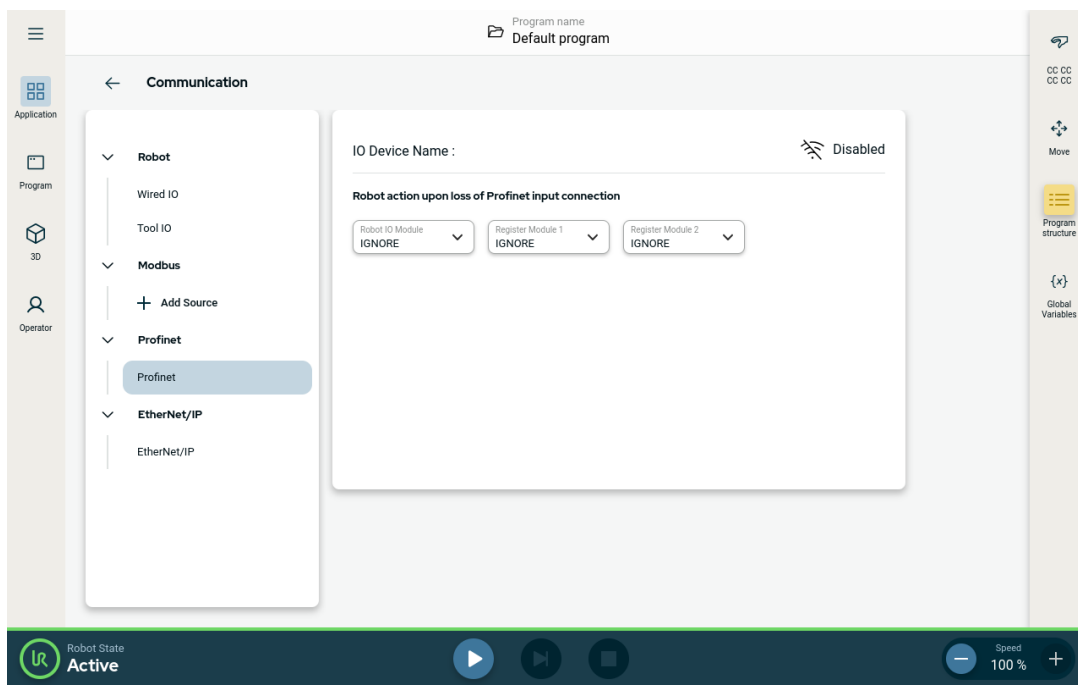 Program name
Default program
Communication
Application
Program
3D
Operator
Robot
Wired IO
Tool IO
Modbus
Add Source
Profinet
Profinet
EtherNet/IP
EtherNet/IP
IO Device Name :
Disabled
Robot action upon loss of Profinet input connection
Robot IO Module
IGNORE
Register Module 1
IGNORE
Register Module 2
IGNORE
CC CC
CC CC
Move
Program
structure
{x}
Global
Variables
UR
Robot State
Active
Speed
100 %